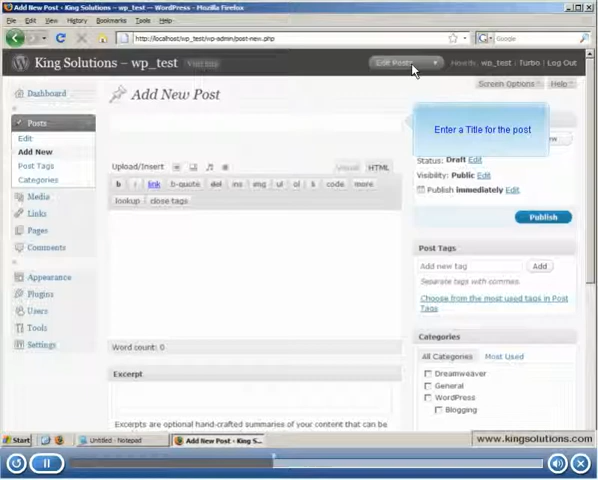 Add New Post - King Solutions - wp_test — WordPress - Mozilla Firefox
File Edit View History Bookmarks Tools Help
http://localhost/wp_test/wp-admin/post-new.php
Google
King Solutions – wp_test
Edit Posts
wp_test | Turbo | Log Out
Dashboard
Add New Post
Screen Options
Help
Posts
Edit
Add New
Post Tags
Categories
Media
Links
Pages
Comments
Appearance
Plugins
Users
Tools
Settings
Enter a Title for the post
Upload/Insert
Visual
HTML
b i link b-quote del ins img ul ol li code more
lookup close tags
Word count: 0
Excerpt
Excerpts are optional hand-crafted summaries of your content that can be
Status: Draft Edit
Visibility: Public Edit
Publish immediately Edit
Publish
Post Tags
Add new tag
Add
Separate tags with commas.
Choose from the most used tags in Post
Tags
Categories
All Categories
Most Used
Dreamweaver
General
WordPress
Blogging
Start
Untitled - Notepad
Add New Post - King S...
www.kingsolutions.com